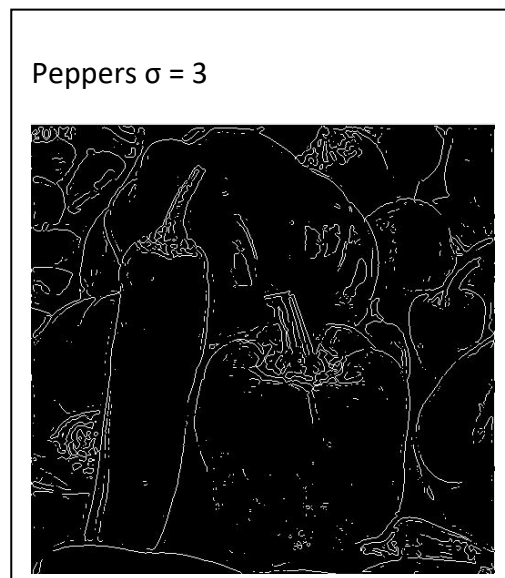 Peppers σ = 3